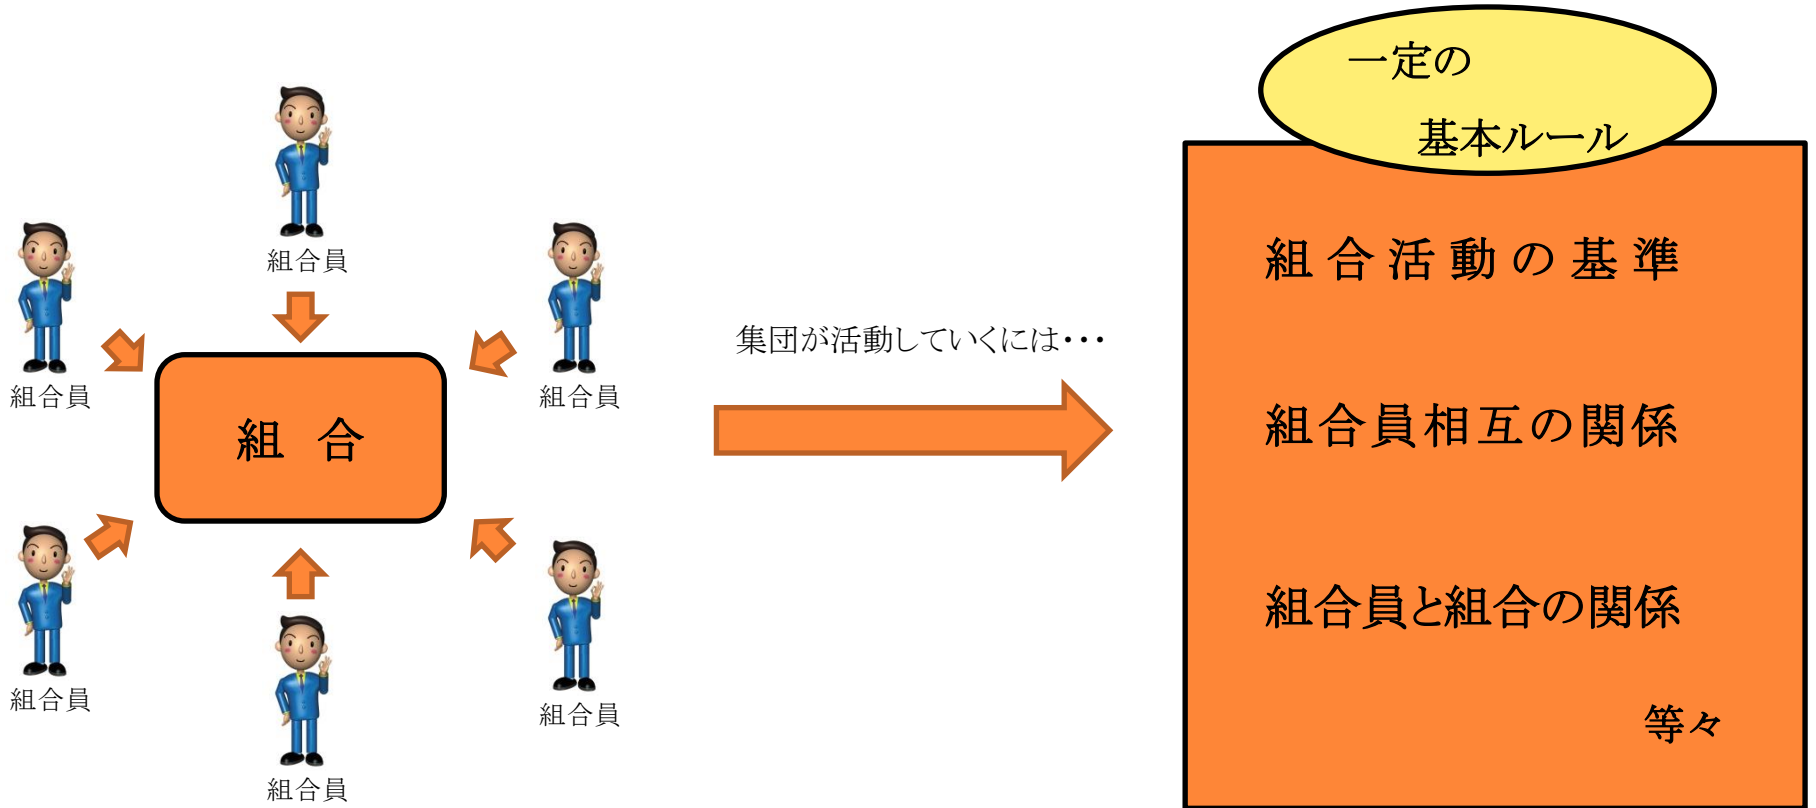 一定の
基本ルール
組合員
組合員
組合員
組合
組合員
組合員
組合員
集団が活動していくには・・・
組合活動の基準
組合員相互の関係
組合員と組合の関係
等々